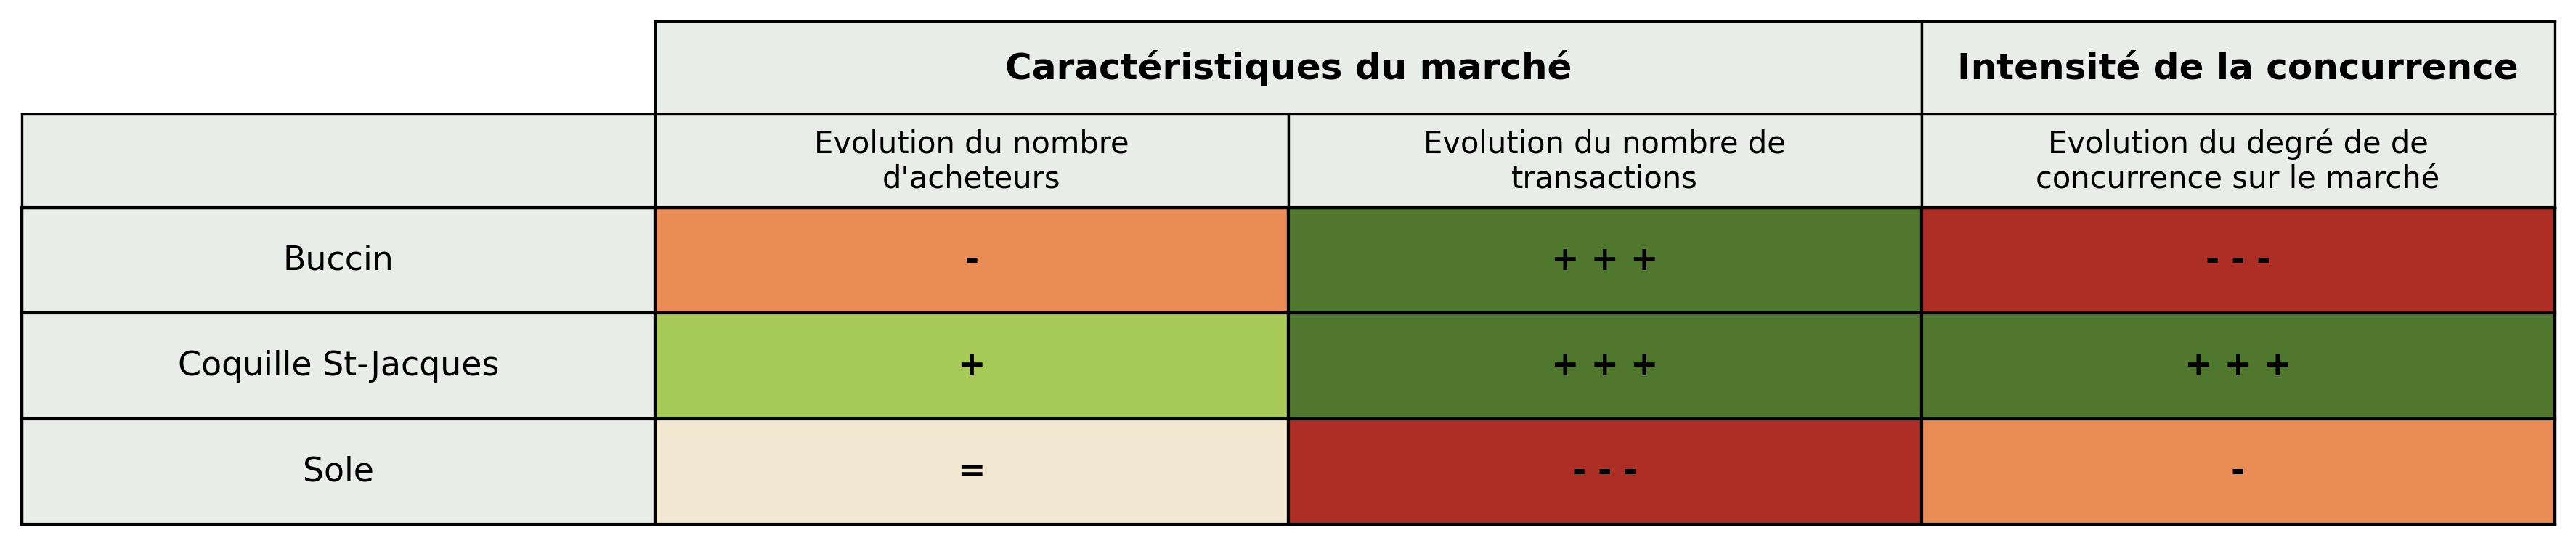 Caractéristiques du marché
Intensité de la concurrence
Evolution du nombre
d'acheteurs
Evolution du nombre de
transactions
Evolution du degré de de
concurrence sur le marché
Buccin
-
+ + +
- - -
Coquille St-Jacques
+
+ + +
+ + +
Sole
=
- - -
-